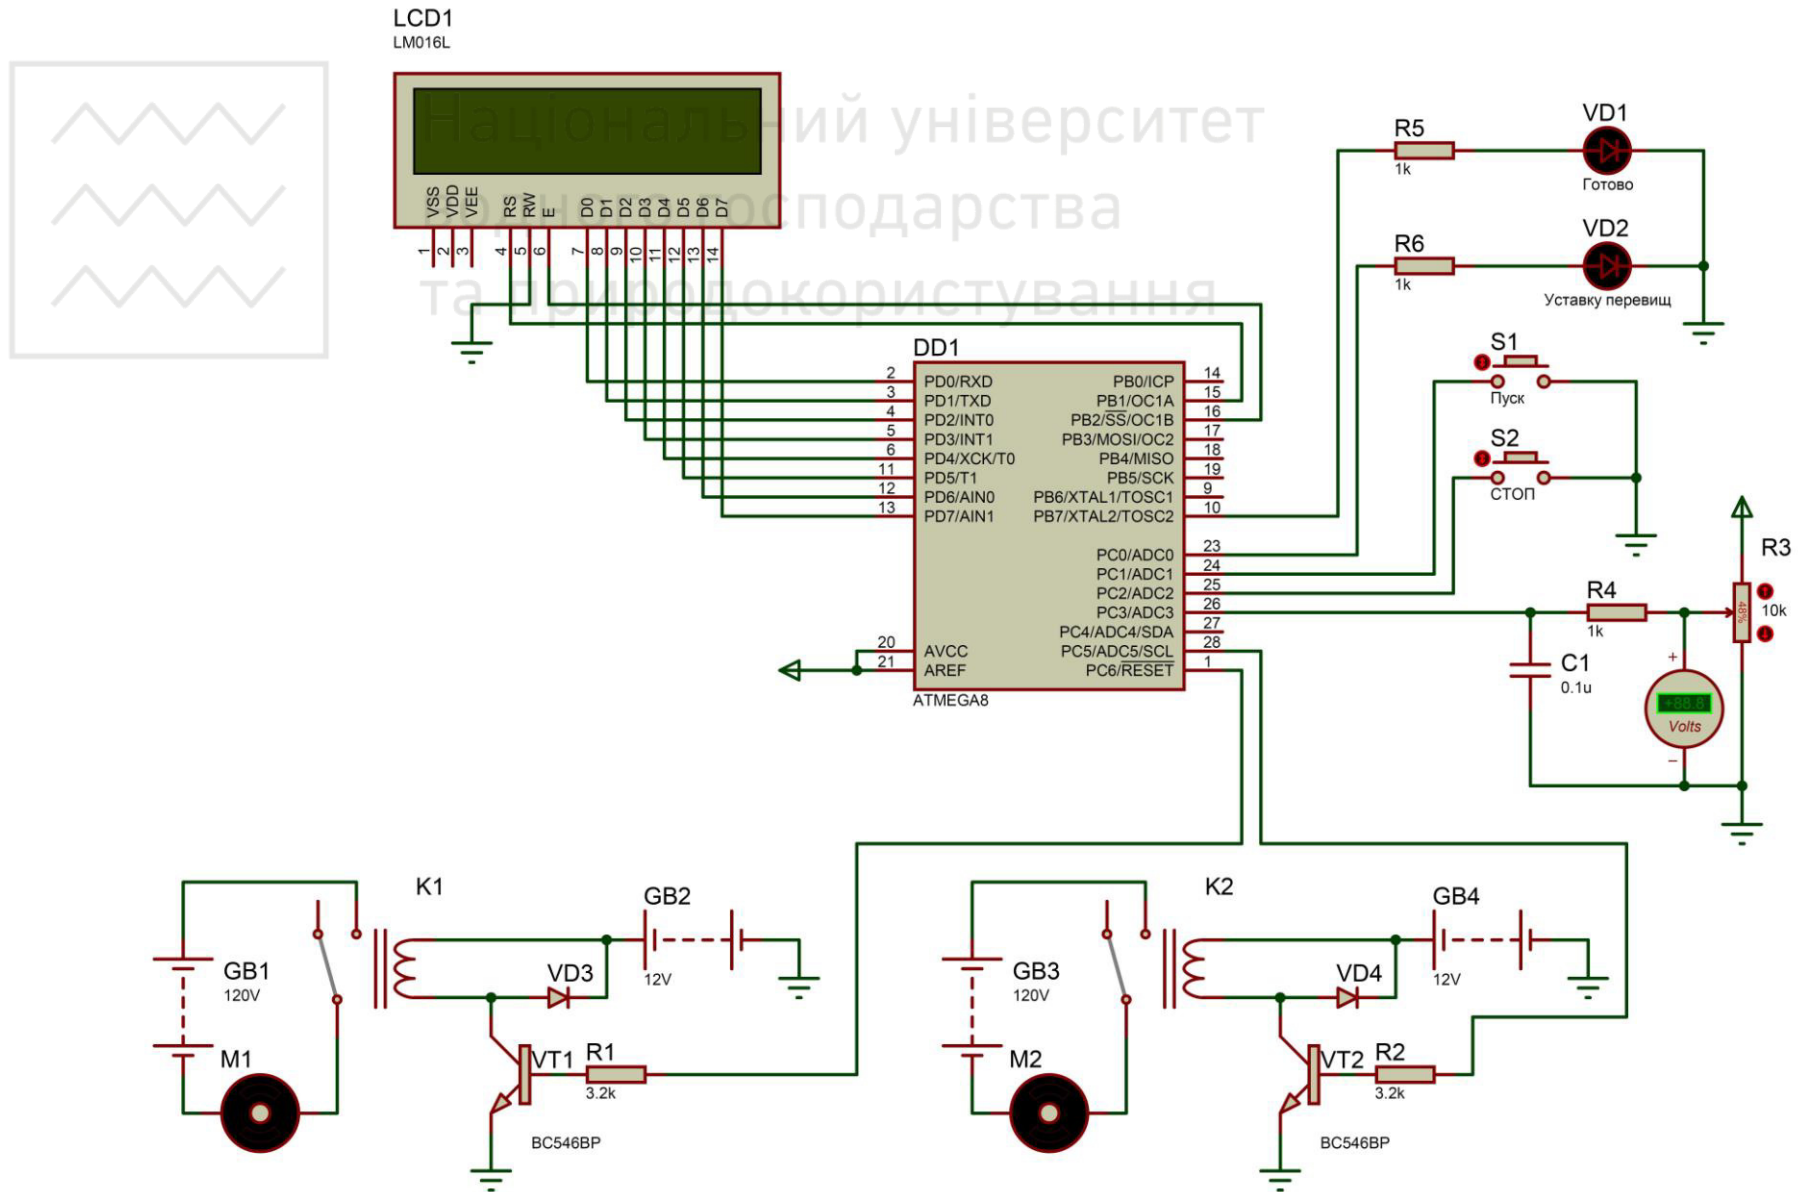 LCD1
LM016L
Національний університет
водного господарства
та природокористування
VSS
VDD
VEE
RS
RW
E
D0
D1
D2
D3
D4
D5
D6
D7
1
2
3
4
5
6
7
8
9
10
11
12
13
14
R5
1k
VD1
Готово
R6
1k
VD2
Уставку перевищ
S1
Пуск
S2
СТОП
DD1
2 PD0/RXD PB0/ICP 14
3 PD1/TXD PB1/OC1A 15
4 PD2/INT0 PB2/SS/OC1B 16
5 PD3/INT1 PB3/MOSI/OC2 17
6 PD4/XCK/T0 PB4/MISO 18
11 PD5/T1 PB5/SCK 19
12 PD6/AIN0 PB6/XTAL1/TOSC1 9
13 PD7/AIN1 PB7/XTAL2/TOSC2 10
PC0/ADC0 23
PC1/ADC1 24
PC2/ADC2 25
PC3/ADC3 26
PC4/ADC4/SDA 27
20 AVCC PC5/ADC5/SCL 28
21 AREF PC6/RESET 1
ATMEGA8
R3
10k
48%
R4
1k
C1
0.1u
+
+88.8
Volts
−
K1
GB2
12V
GB1
120V
VD3
M1
VT1
R1
3.2k
BC546BP
K2
GB4
12V
GB3
120V
VD4
M2
VT2
R2
3.2k
BC546BP